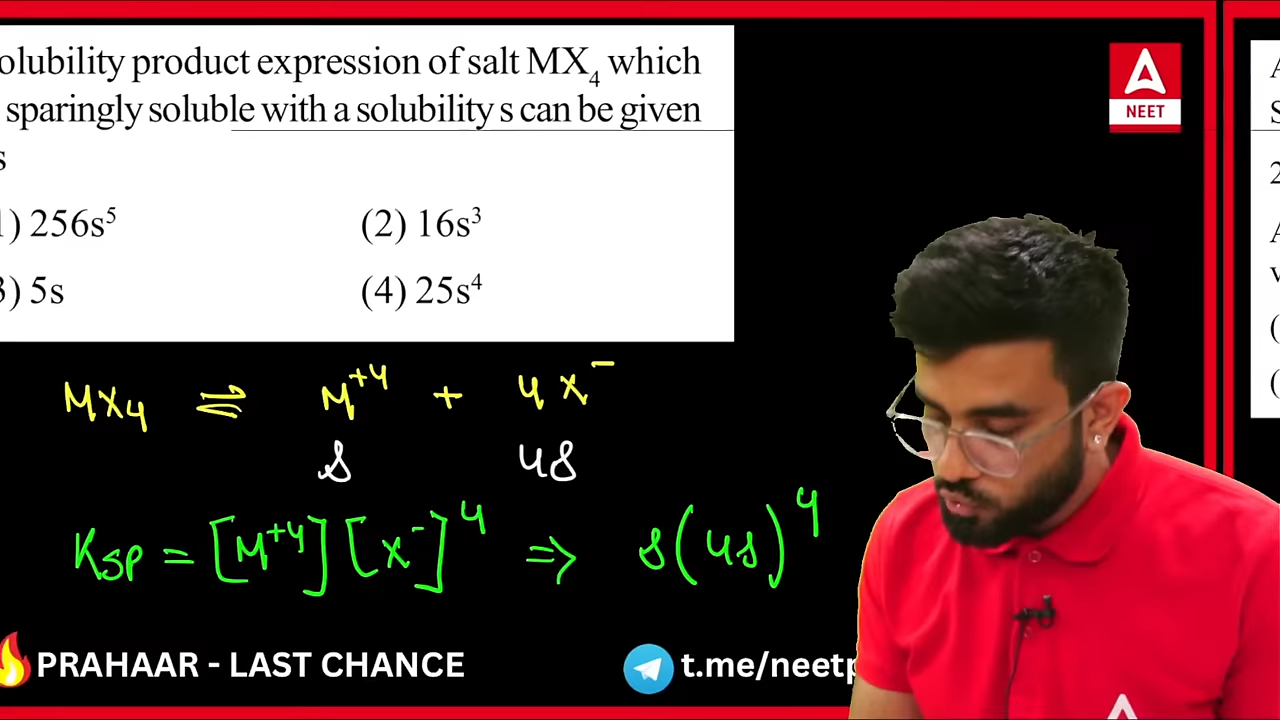 olubility product expression of salt MX₄ which
sparingly soluble with a solubility s can be given
s
1) 256s⁵
(2) 16s³
3) 5s
(4) 25s⁴
MX₄ ⇌ M⁺⁴ + 4X⁻
s 4s
Ksp = [M⁺⁴][X⁻]⁴ ⇒ s(4s)⁴
NEET
PRAHAAR - LAST CHANCE
t.me/neetp
2